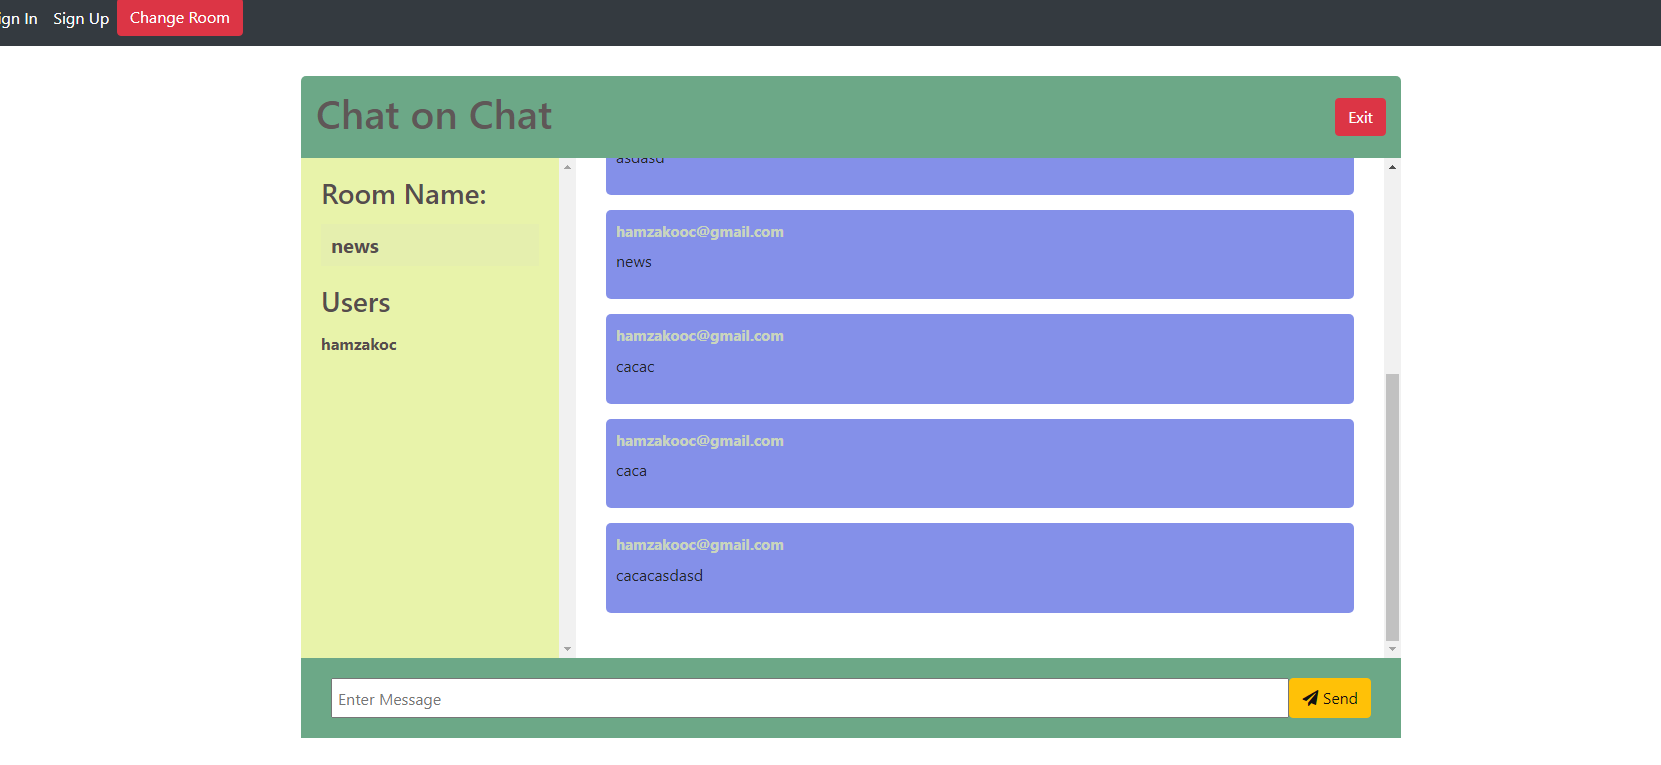 ign In Sign Up Change Room
Chat on Chat
Exit
Room Name:
news
Users
hamzakoc
asdasd
hamzakooc@gmail.com
news
hamzakooc@gmail.com
cacac
hamzakooc@gmail.com
caca
hamzakooc@gmail.com
cacacasdasd
Enter Message
Send